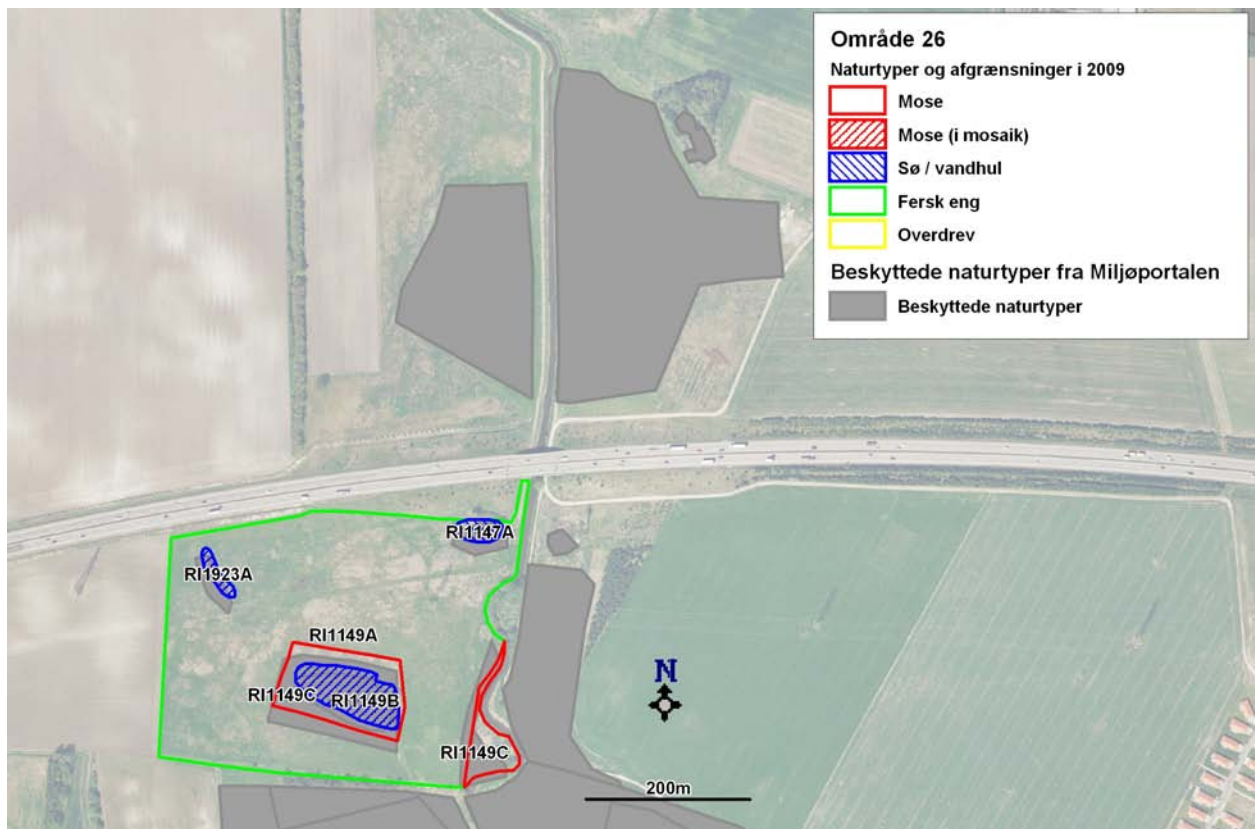 Område 26
Naturtyper og afgrænsninger i 2009
Mose
Mose (i mosaik)
Sø / vandhul
Fersk eng
Overdrev
Beskyttede naturtyper fra Miljøportalen
Beskyttede naturtyper
RI1147A
RI1923A
RI1149A
RI1149C
RI1149B
N
RI1149C
200m